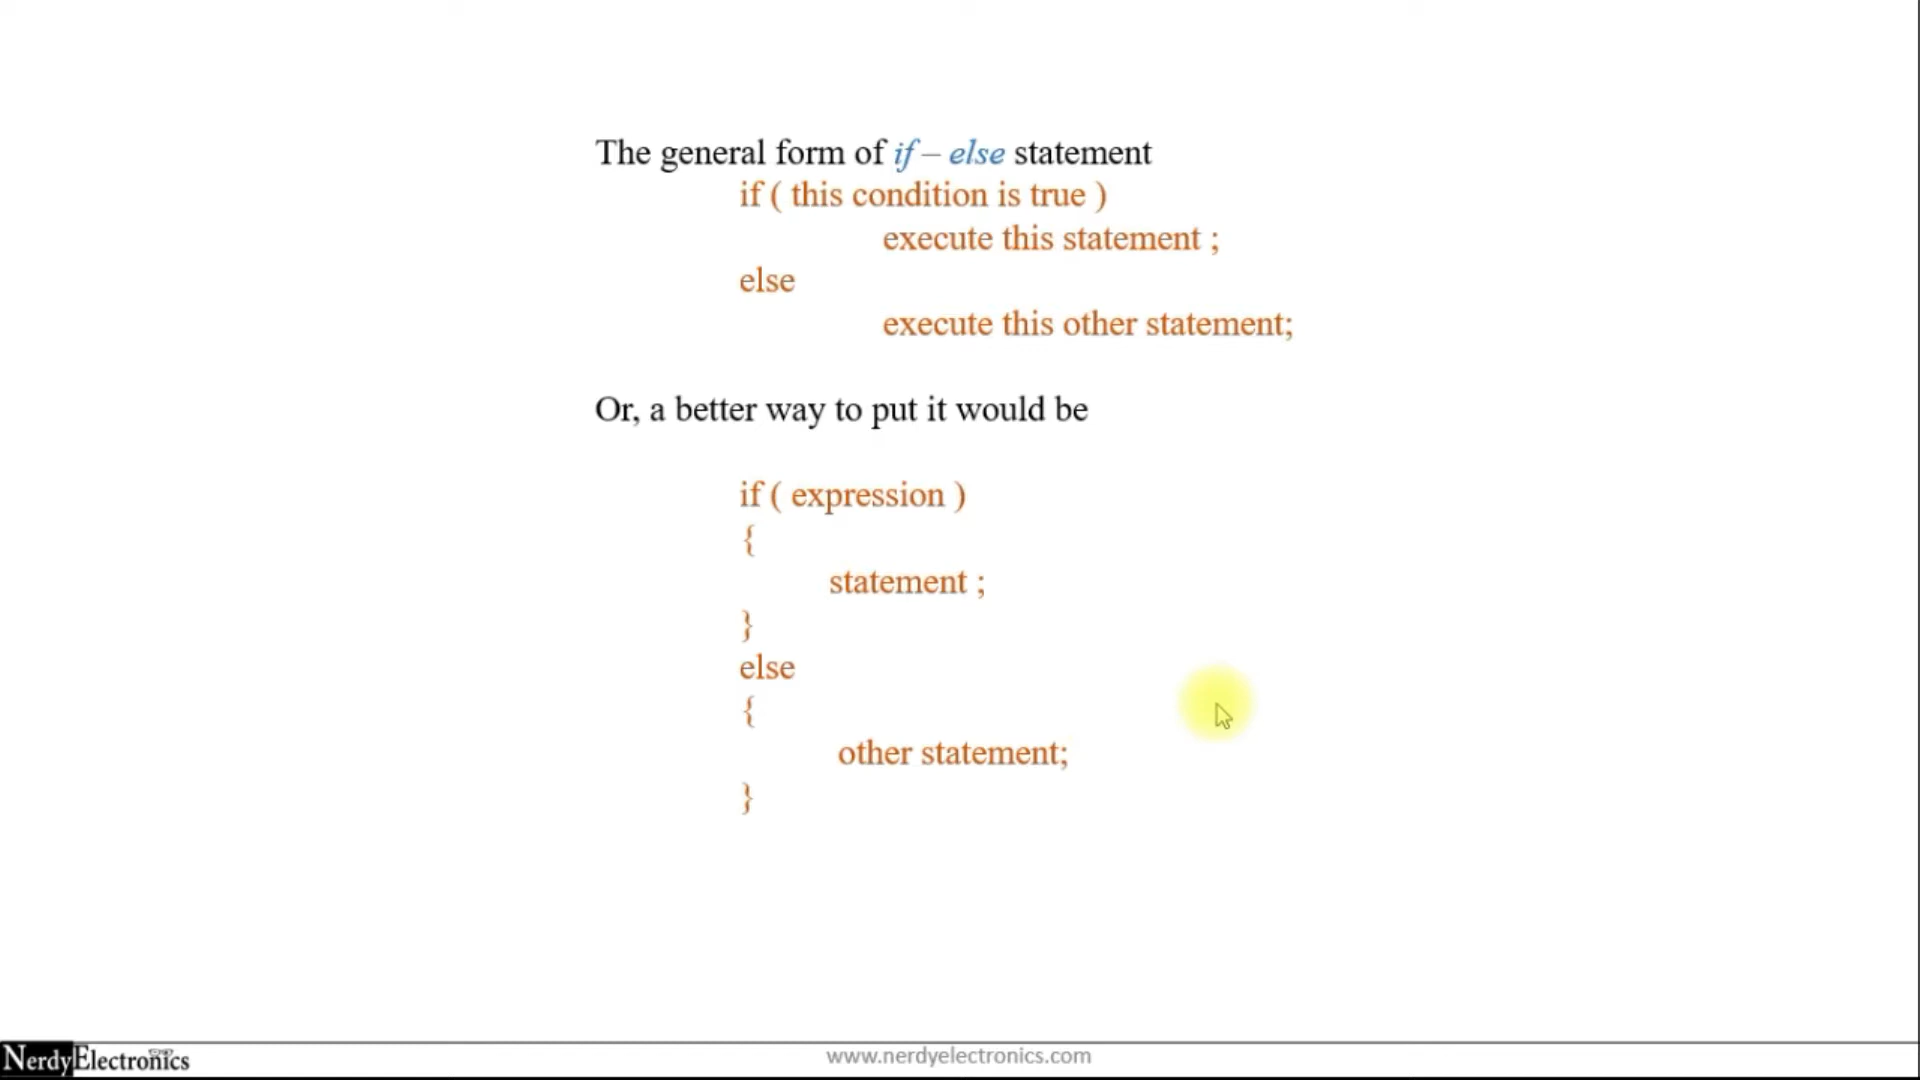 The general form of if – else statement
if ( this condition is true )
execute this statement ;
else
execute this other statement;
Or, a better way to put it would be
if ( expression )
{
statement ;
}
else
{
other statement;
}
NerdyElectronics
www.nerdyelectronics.com